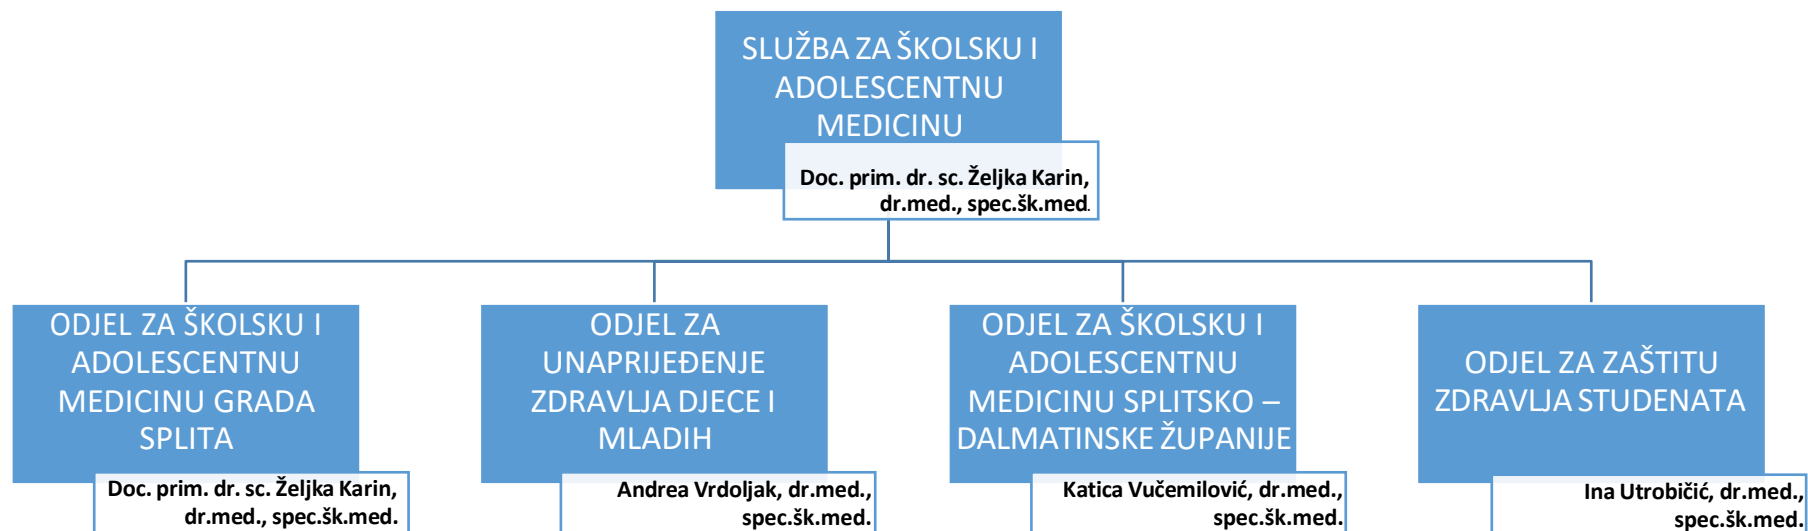 SLUŽBA ZA ŠKOLSKU I
ADOLESCENTNU
MEDICINU
Doc. prim. dr. sc. Željka Karin,
dr.med., spec.šk.med.
ODJEL ZA ŠKOLSKU I
ADOLESCENTNU
MEDICINU GRADA
SPLITA
Doc. prim. dr. sc. Željka Karin,
dr.med., spec.šk.med.
ODJEL ZA
UNAPRIJEĐENJE
ZDRAVLJA DJECE I
MLADIH
Andrea Vrdoljak, dr.med.,
spec.šk.med.
ODJEL ZA ŠKOLSKU I
ADOLESCENTNU
MEDICINU SPLITSKO –
DALMATINSKE ŽUPANIJE
Katica Vučemilović, dr.med.,
spec.šk.med.
ODJEL ZA ZAŠTITU
ZDRAVLJA STUDENATA
Ina Utrobičić, dr.med.,
spec.šk.med.